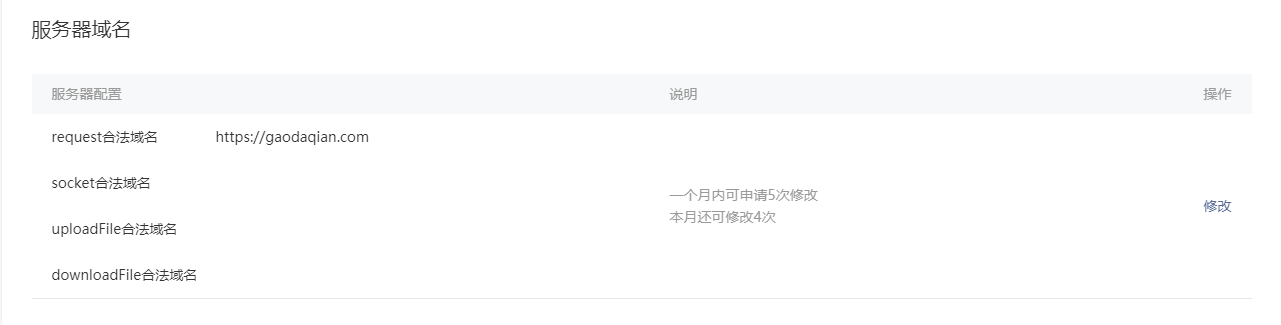 服务器域名
服务器配置 说明 操作
request合法域名 https://gaodaqian.com
socket合法域名
一个月内可申请5次修改
本月还可修改4次
修改
uploadFile合法域名
downloadFile合法域名